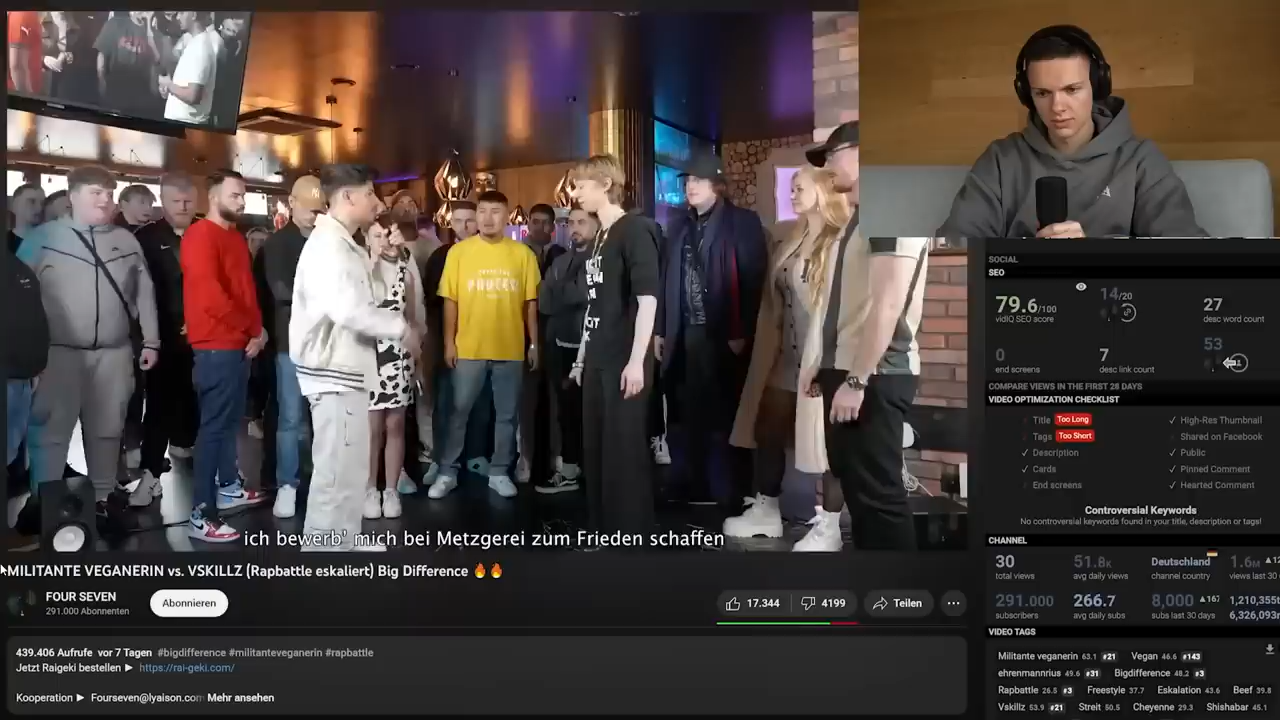 ich bewerb' mich bei Metzgerei zum Frieden schaffen
MILITANTE VEGANERIN vs. VSKILLZ (Rapbattle eskaliert) Big Difference 🔥🔥
FOUR SEVEN
291.000 Abonnenten
Abonnieren
17.344
4199
Teilen
439.406 Aufrufe vor 7 Tagen #bigdifference #militanteveganerin #rapbattle
Jetzt Raigeki bestellen ► https://rai-geki.com/
Kooperation ► Fourseven@lyaison.com Mehr ansehen
SOCIAL
SEO
79.6/100
vidIQ SEO score
14/20
27
desc word count
0
end screens
7
desc link count
53
COMPARE VIEWS IN THE FIRST 28 DAYS
VIDEO OPTIMIZATION CHECKLIST
Title Too Long
✓ High-Res Thumbnail
Tags Too Short
Shared on Facebook
✓ Description
✓ Public
✓ Cards
✓ Pinned Comment
End screens
✓ Hearted Comment
Controversial Keywords
No controversial keywords found in your title, description or tags!
CHANNEL
30
total views
51.8K
avg daily views
Deutschland
channel country
1.6M ▲12
views last 30
291.000
subscribers
266.7
avg daily subs
8,000 ▲167
subs last 30 days
1,210,355
6,326,093
VIDEO TAGS
Militante veganerin 63.1 #21 Vegan 46.6 #143
ehrenmannrius 49.6 #31 Bigdifference 48.2 #3
Rapbattle 26.5 #3 Freestyle 37.7 Eskalation 43.6 Beef 39.8
Vskillz 53.9 #21 Streit 50.5 Cheyenne 29.3 Shishabar 45.1